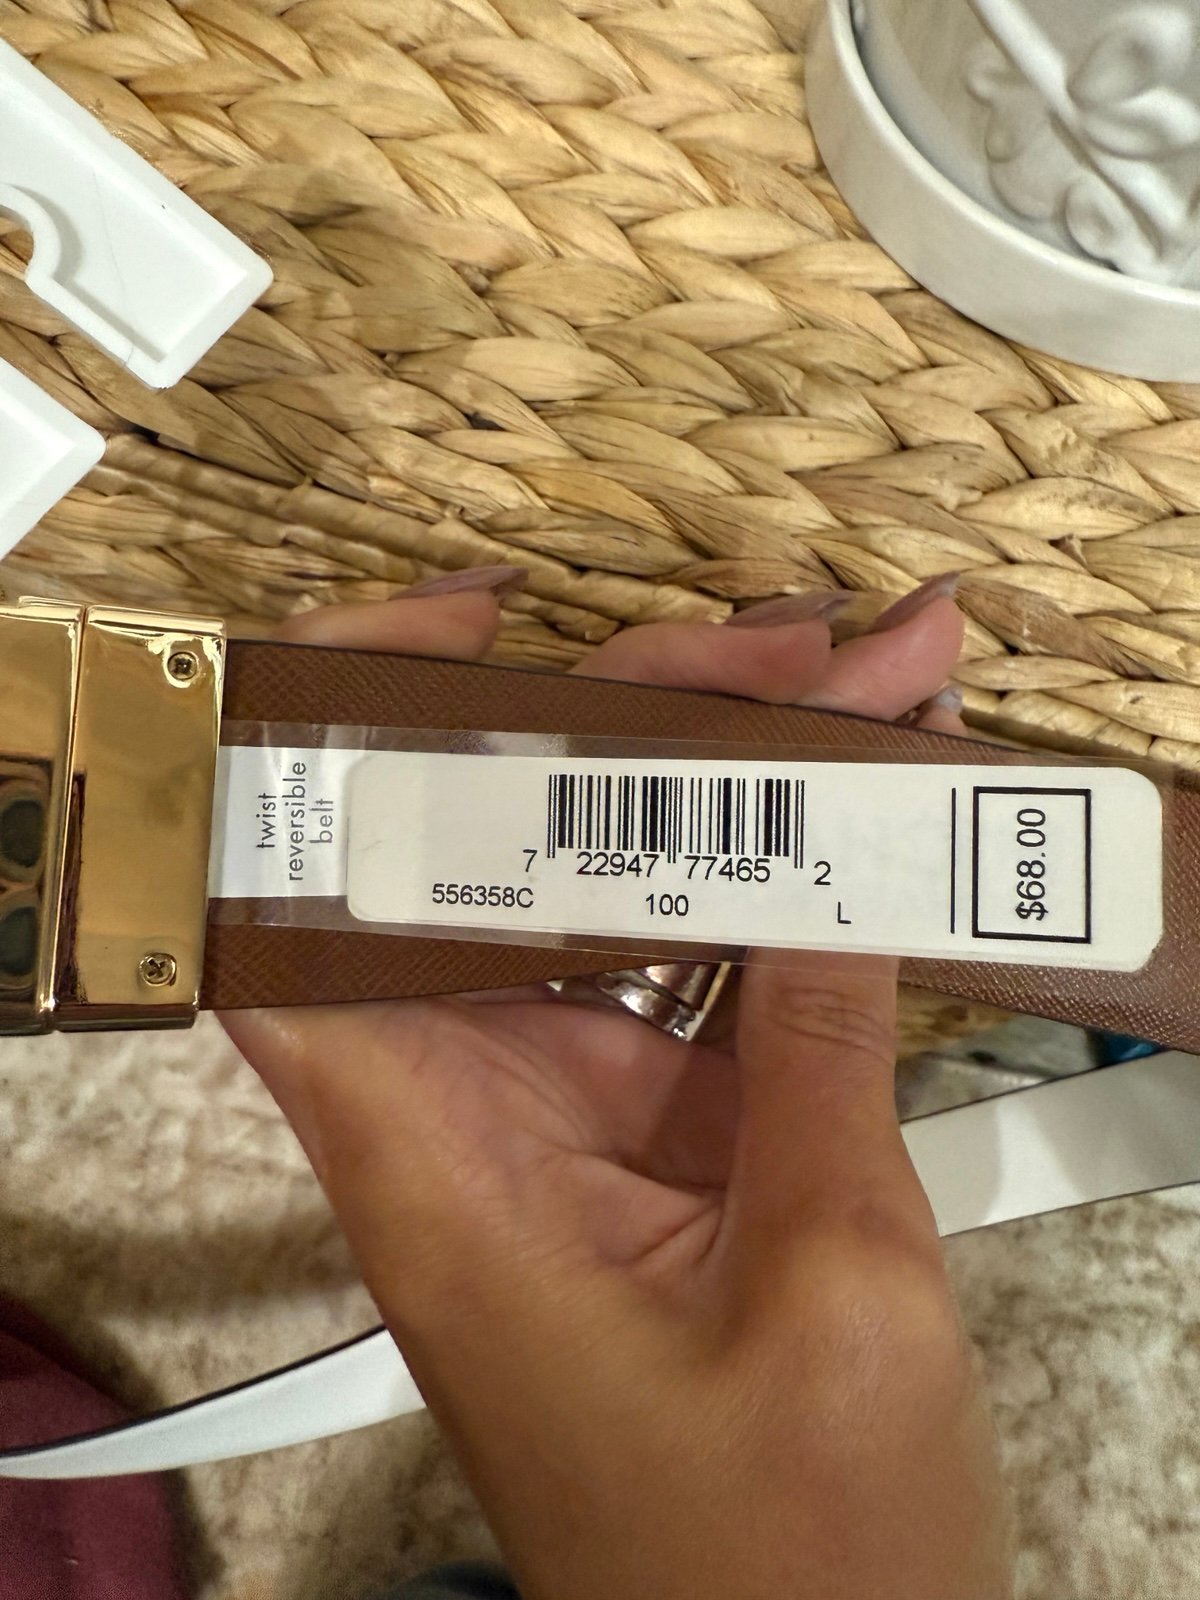 twist
reversible
belt
7 22947 77465 2
556358C 100 L
$68.00